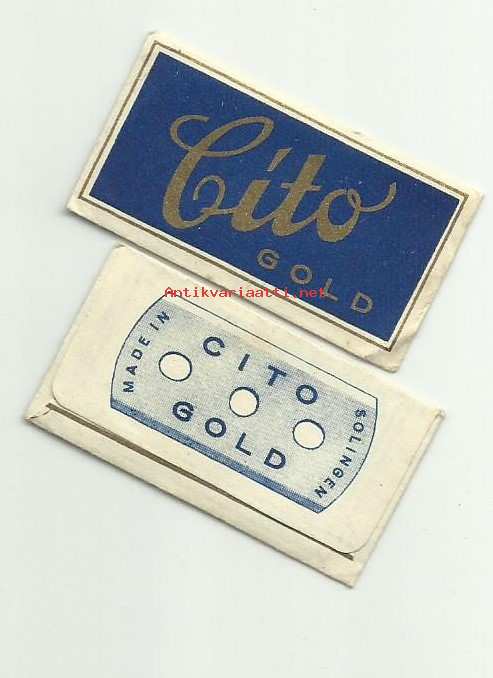 Cito
GOLD
Antikvariaatti.net
MADE IN
CITO
GOLD
SOLINGEN